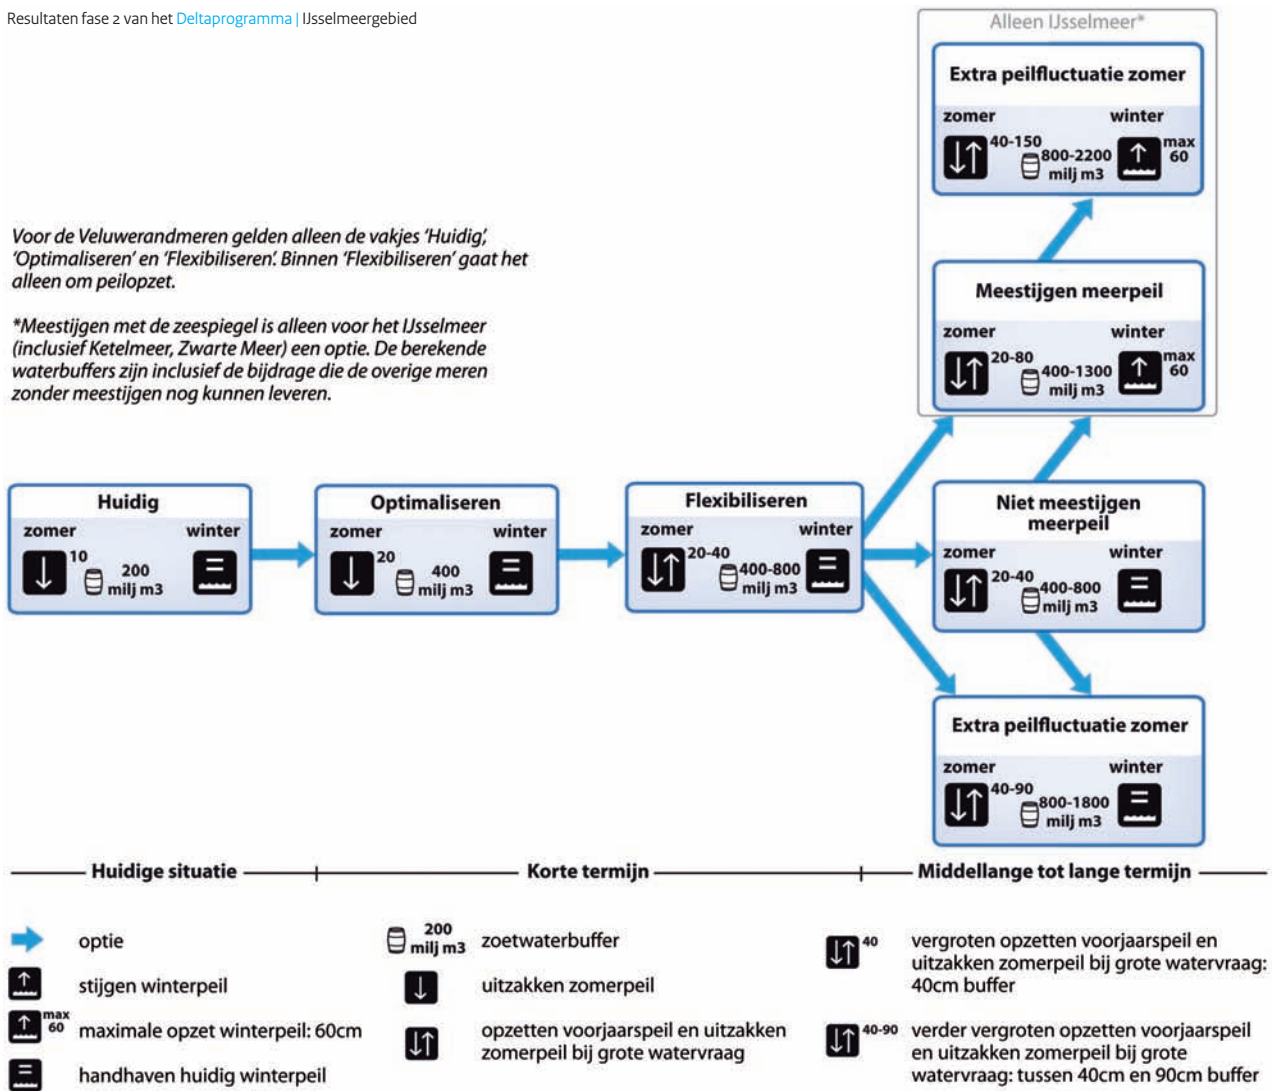 Resultaten fase 2 van het Deltaprogramma | IJsselmeergebied
Alleen IJsselmeer*
Extra peilfluctuatie zomer
zomer
winter
40-150
800-2200
milj m3
max
60
Voor de Veluwerandmeren gelden alleen de vakjes ‘Huidig’,
‘Optimaliseren’ en ‘Flexibiliseren’. Binnen ‘Flexibiliseren’ gaat het
alleen om peilopzet.
*Meestijgen met de zeespiegel is alleen voor het IJsselmeer
(inclusief Ketelmeer, Zwarte Meer) een optie. De berekende
waterbuffers zijn inclusief de bijdrage die de overige meren
zonder meestijgen nog kunnen leveren.
Meestijgen meerpeil
zomer
winter
20-80
400-1300
milj m3
max
60
Huidig
zomer
winter
10
200
milj m3
Optimaliseren
zomer
winter
20
400
milj m3
Flexibiliseren
zomer
winter
20-40
400-800
milj m3
Niet meestijgen
meerpeil
zomer
winter
20-40
400-800
milj m3
Extra peilfluctuatie zomer
zomer
winter
40-90
800-1800
milj m3
Huidige situatie
Korte termijn
Middellange tot lange termijn
optie
stijgen winterpeil
max
60
maximale opzet winterpeil: 60cm
handhaven huidig winterpeil
200
milj m3
zoetwaterbuffer
uitzakken zomerpeil
opzetten voorjaarspeil en uitzakken
zomerpeil bij grote watervraag
40
vergroten opzetten voorjaarspeil en
uitzakken zomerpeil bij grote watervraag:
40cm buffer
40-90
verder vergroten opzetten voorjaarspeil
en uitzakken zomerpeil bij grote
watervraag: tussen 40cm en 90cm buffer